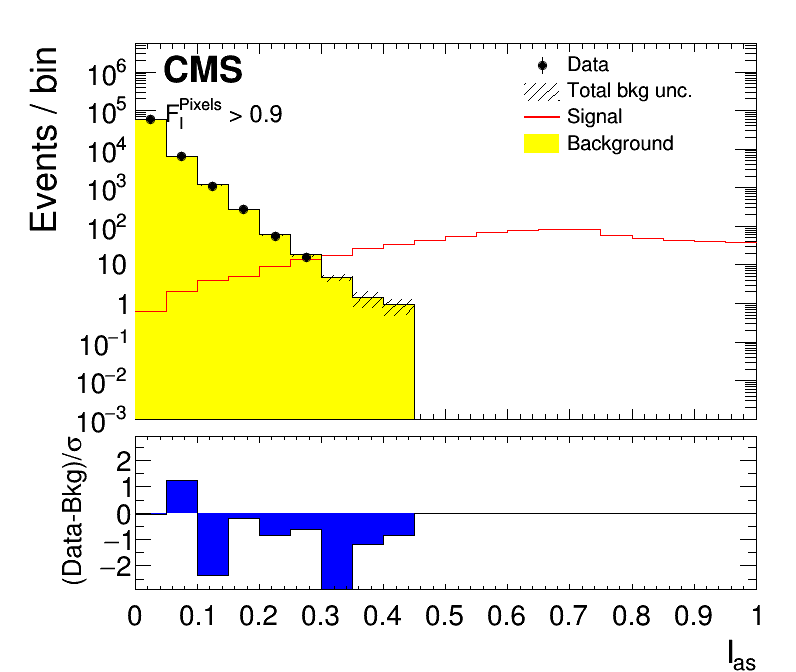 CMS
F_I^Pixels > 0.9
Data
Total bkg unc.
Signal
Background
Events / bin
10^6
10^5
10^4
10^3
10^2
10
1
10^−1
10^−2
10^−3
(Data-Bkg)/σ
2
1
0
−1
−2
0 0.1 0.2 0.3 0.4 0.5 0.6 0.7 0.8 0.9 1
I_as